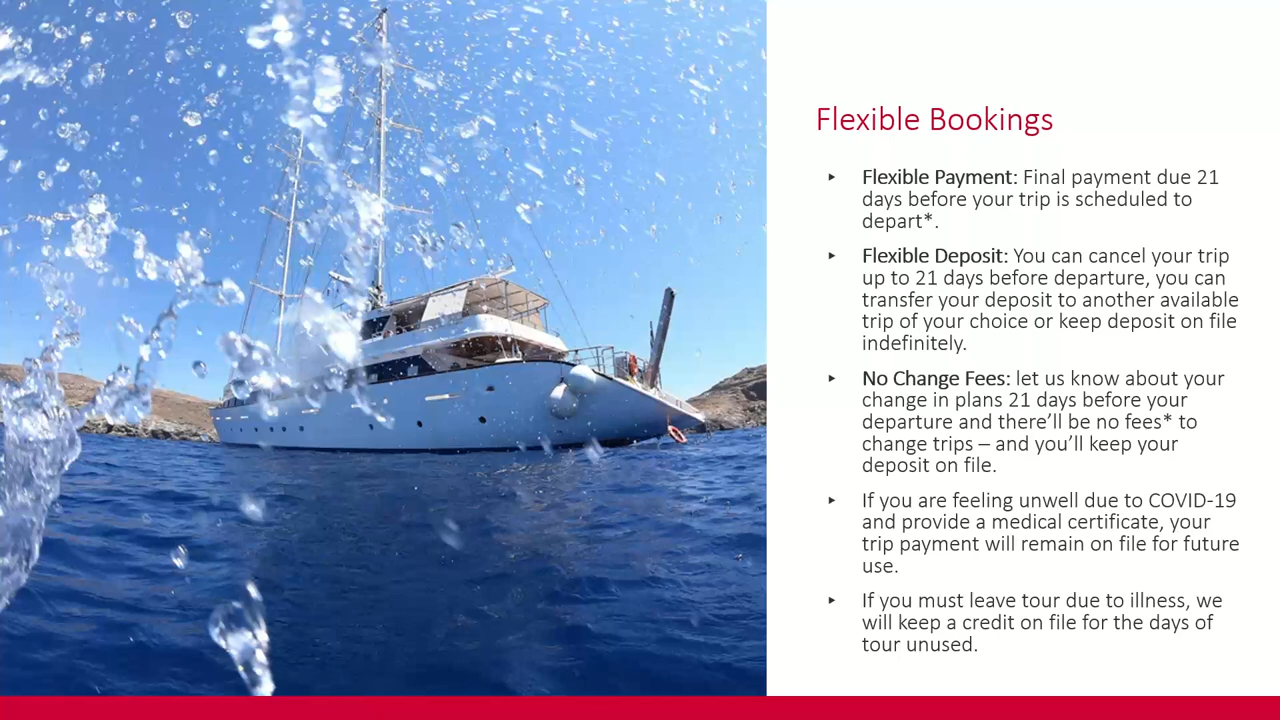 Flexible Bookings
‣ Flexible Payment: Final payment due 21
days before your trip is scheduled to
depart*.
‣ Flexible Deposit: You can cancel your trip
up to 21 days before departure, you can
transfer your deposit to another available
trip of your choice or keep deposit on file
indefinitely.
‣ No Change Fees: let us know about your
change in plans 21 days before your
departure and there’ll be no fees* to
change trips – and you’ll keep your
deposit on file.
‣ If you are feeling unwell due to COVID-19
and provide a medical certificate, your
trip payment will remain on file for future
use.
‣ If you must leave tour due to illness, we
will keep a credit on file for the days of
tour unused.